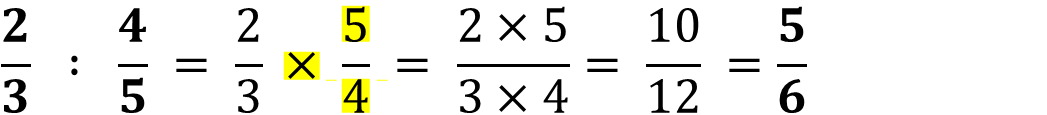 2/3 : 4/5 = 2/3 × 5/4 = 2 × 5/3 × 4 = 10/12 = 5/6